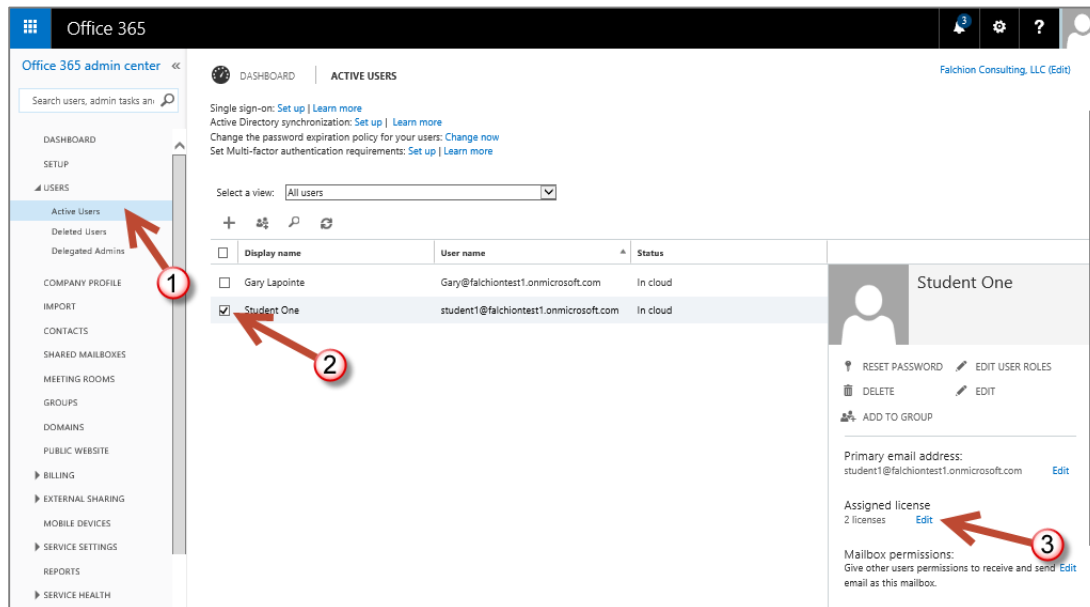 Office 365
3
?
Office 365 admin center «
Search users, admin tasks an
DASHBOARD
SETUP
USERS
Active Users
Deleted Users
Delegated Admins
COMPANY PROFILE
IMPORT
CONTACTS
SHARED MAILBOXES
MEETING ROOMS
GROUPS
DOMAINS
PUBLIC WEBSITE
BILLING
EXTERNAL SHARING
MOBILE DEVICES
SERVICE SETTINGS
REPORTS
SERVICE HEALTH
1
DASHBOARD | ACTIVE USERS
Falchion Consulting, LLC (Edit)
Single sign-on: Set up | Learn more
Active Directory synchronization: Set up | Learn more
Change the password expiration policy for your users: Change now
Set Multi-factor authentication requirements: Set up | Learn more
Select a view: All users
Display name User name Status
Gary Lapointe Gary@falchiontest1.onmicrosoft.com In cloud
Student One student1@falchiontest1.onmicrosoft.com In cloud
2
Student One
RESET PASSWORD EDIT USER ROLES
DELETE EDIT
ADD TO GROUP
Primary email address:
student1@falchiontest1.onmicrosoft.com Edit
Assigned license
2 licenses Edit
3
Mailbox permissions:
Give other users permissions to receive and send Edit
email as this mailbox.